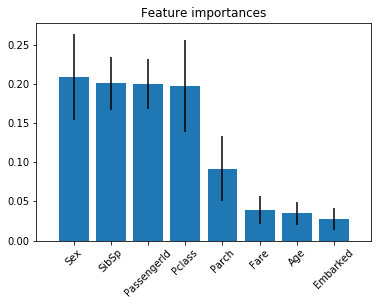 Feature importances
0.25
0.20
0.15
0.10
0.05
0.00
Sex
SibSp
PassengerId
Pclass
Parch
Fare
Age
Embarked